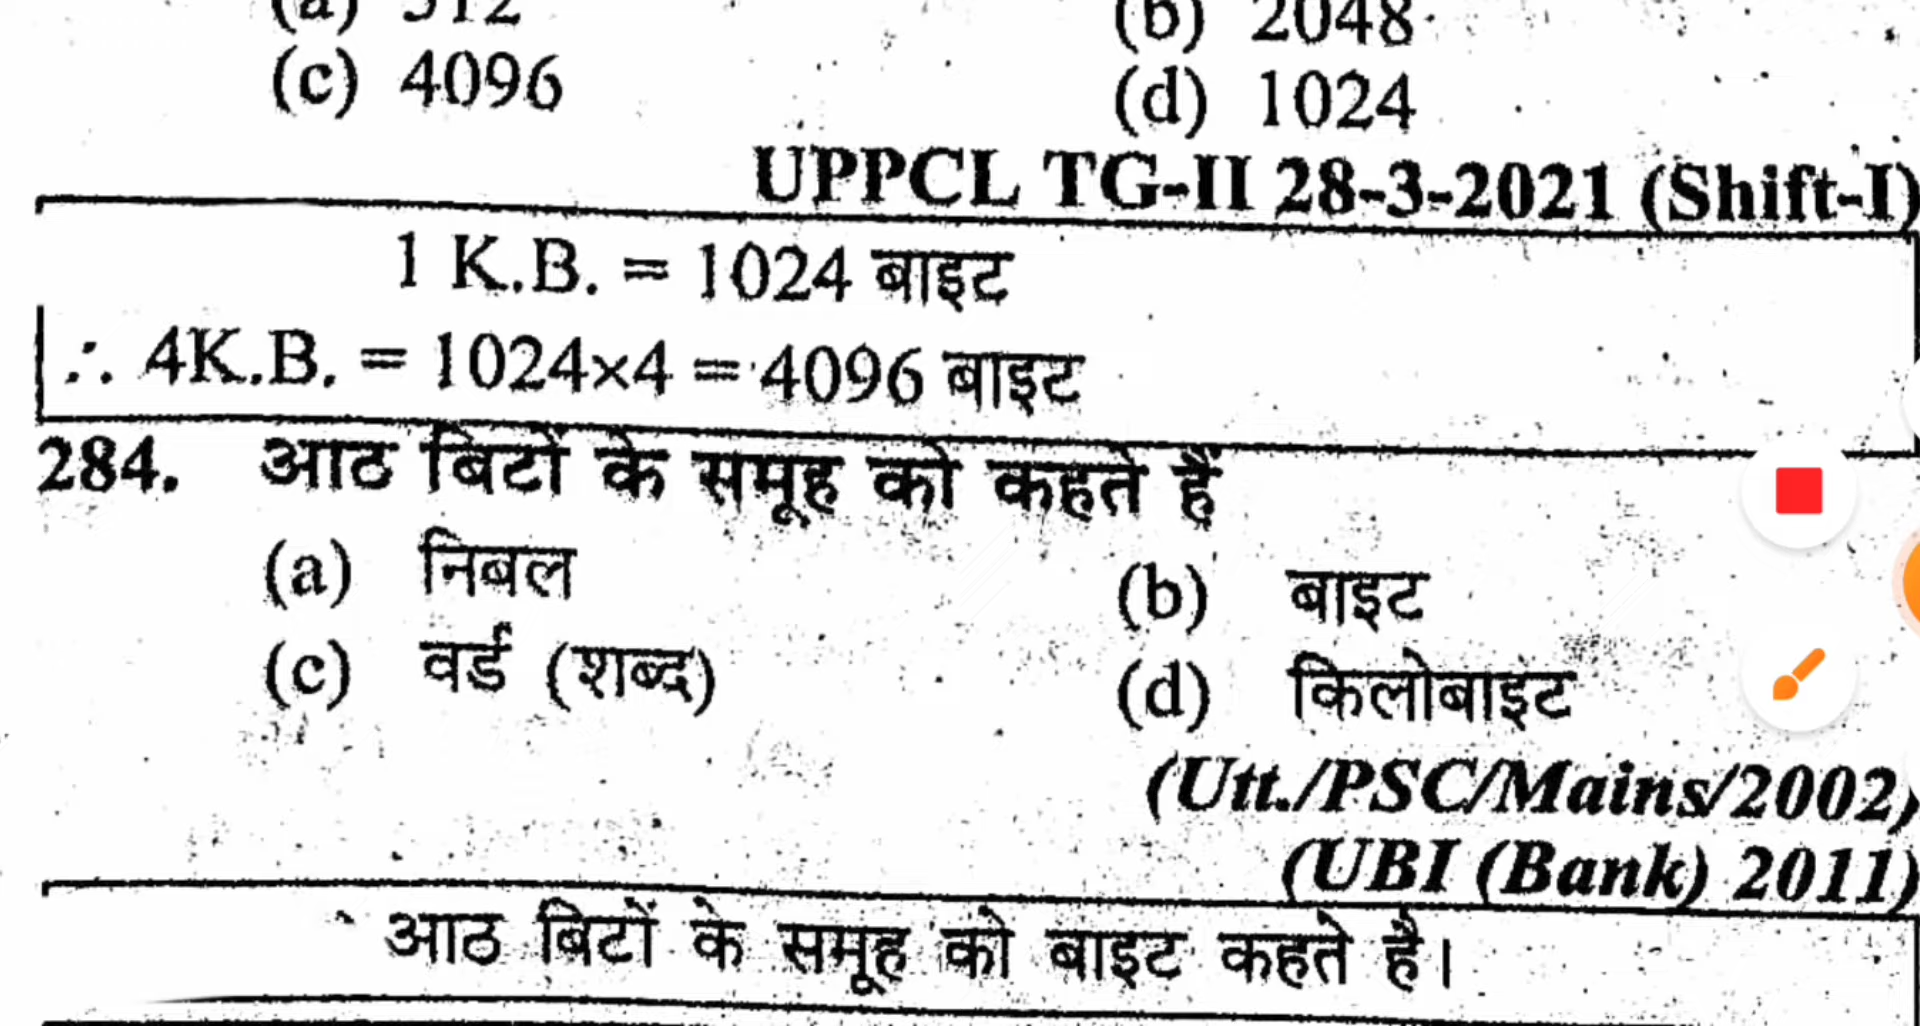 (a) 512 (b) 2048
(c) 4096 (d) 1024
UPPCL TG-II 28-3-2021 (Shift-I)
1 K.B. = 1024 बाइट
∴ 4K.B. = 1024×4 = 4096 बाइट
284. आठ बिटों के समूह को कहते हैं
(a) निबल (b) बाइट
(c) वर्ड (शब्द) (d) किलोबाइट
(Utt./PSC/Mains/2002)
(UBI (Bank) 2011)
आठ बिटों के समूह को बाइट कहते है।